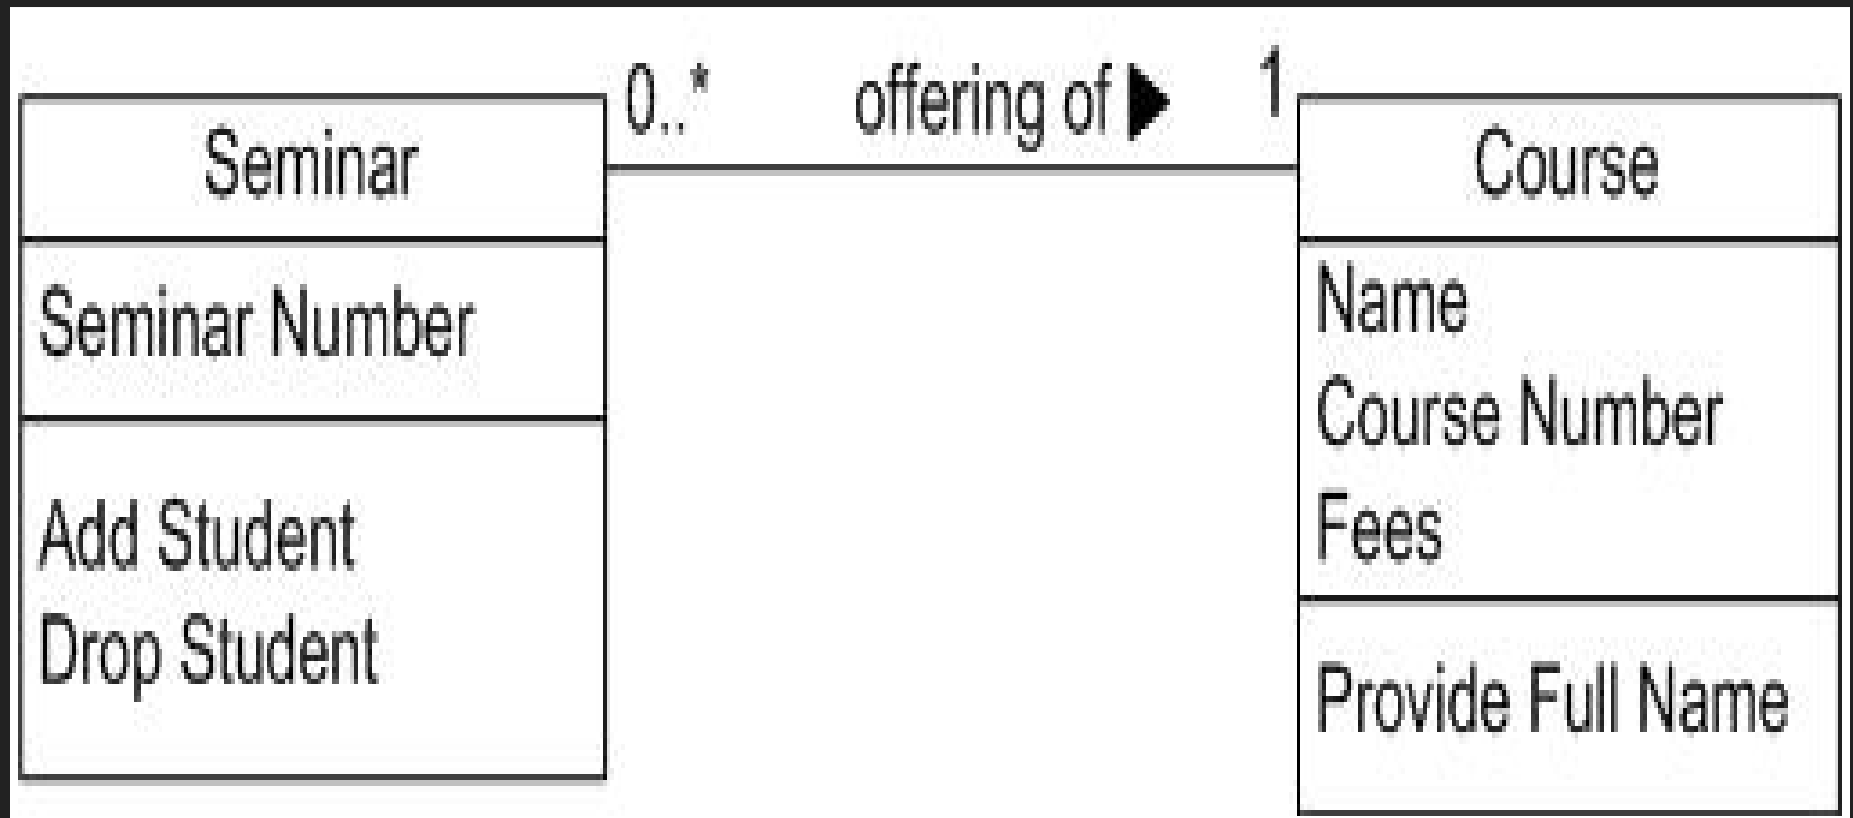 0..* offering of ▶ 1
Seminar
Course
Seminar Number
Name
Course Number
Fees
Add Student
Drop Student
Provide Full Name